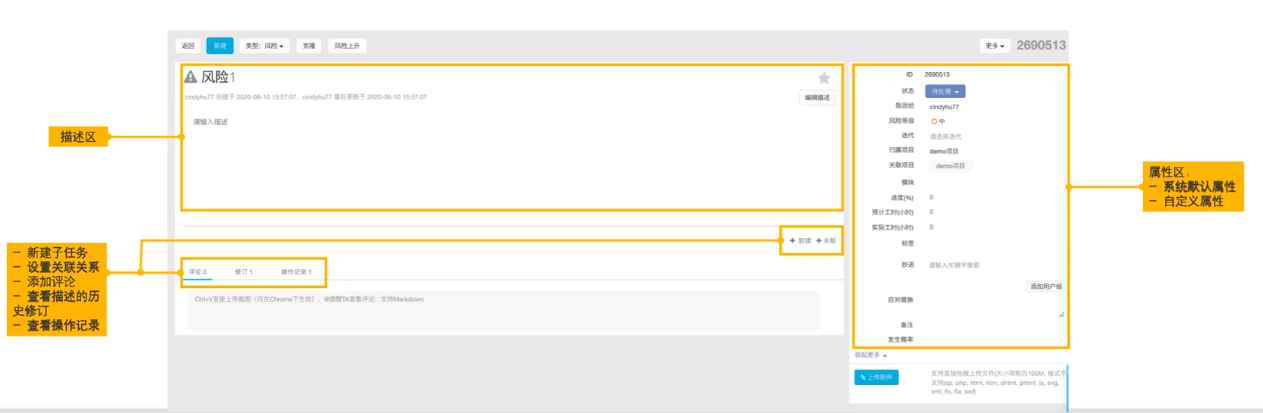 返回
新建
类型：风险
克隆
风险上升
更多
2690513
风险1
cindyhu77 创建于 2020-06-10 15:57:07, cindyhu77 最后更新于 2020-06-10 15:57:07
编辑描述
请输入描述
描述区
新建
关联
- 新建子任务
- 设置关联关系
- 添加评论
- 查看描述的历
史修订
- 查看操作记录
评论 0
修订 1
操作记录 1
Ctrl+V直接上传截图（仅在Chrome下生效），@提醒TA查看评论，支持Markdown
ID 2690513
状态 待处理
指派给 cindyhu77
风险等级 中
迭代 请选择迭代
归属项目 demo项目
关联项目 demo项目
模块
进度(%) 0
预计工时(小时) 0
实际工时(小时) 0
标签
抄送 请输入关键字搜索
添加用户组
应对措施
备注
发生概率
收起更多
上传附件
支持直接拖拽上传文件(大小限制为100M, 格式不
支持jsp, php, html, htm, shtml, phtml, js, svg,
xml, flv, fla, swf)
属性区：
- 系统默认属性
- 自定义属性